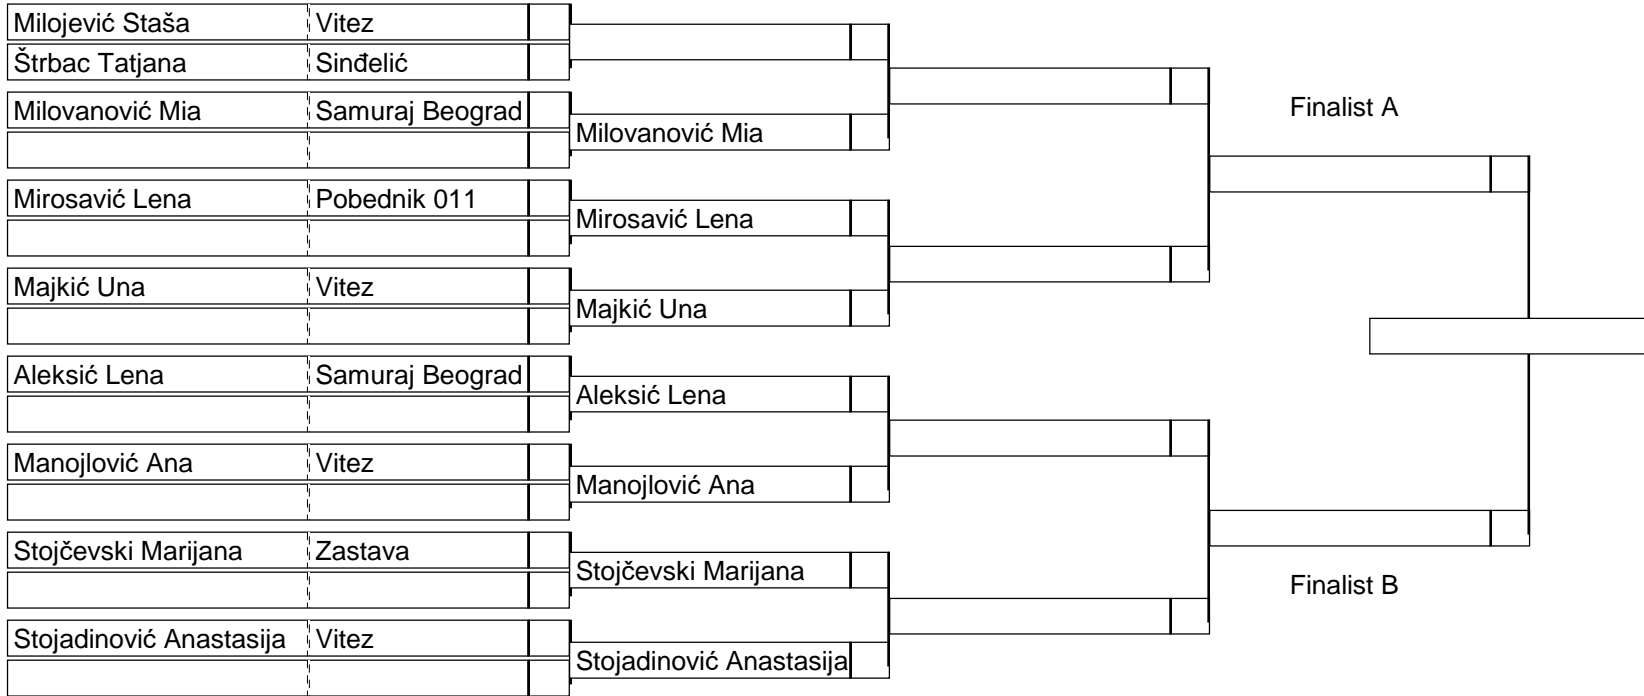 Milojević Staša Vitez
Štrbac Tatjana Sinđelić
Milovanović Mia Samuraj Beograd
Milovanović Mia
Mirosavić Lena Pobednik 011
Mirosavić Lena
Majkić Una Vitez
Majkić Una
Aleksić Lena Samuraj Beograd
Aleksić Lena
Manojlović Ana Vitez
Manojlović Ana
Stojčevski Marijana Zastava
Stojčevski Marijana
Stojadinović Anastasija Vitez
Stojadinović Anastasija
Finalist A
Finalist B